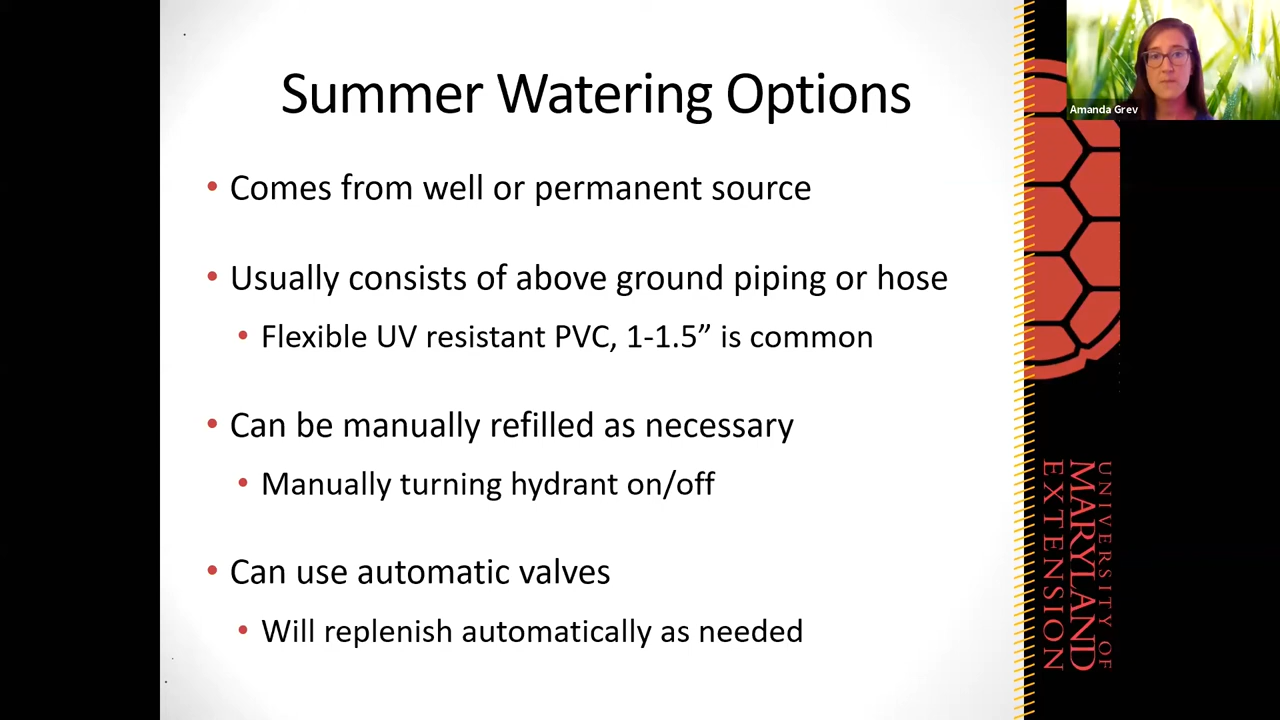 Summer Watering Options
• Comes from well or permanent source
• Usually consists of above ground piping or hose
• Flexible UV resistant PVC, 1-1.5” is common
• Can be manually refilled as necessary
• Manually turning hydrant on/off
• Can use automatic valves
• Will replenish automatically as needed
Amanda Grev
UNIVERSITY OF
MARYLAND
EXTENSION